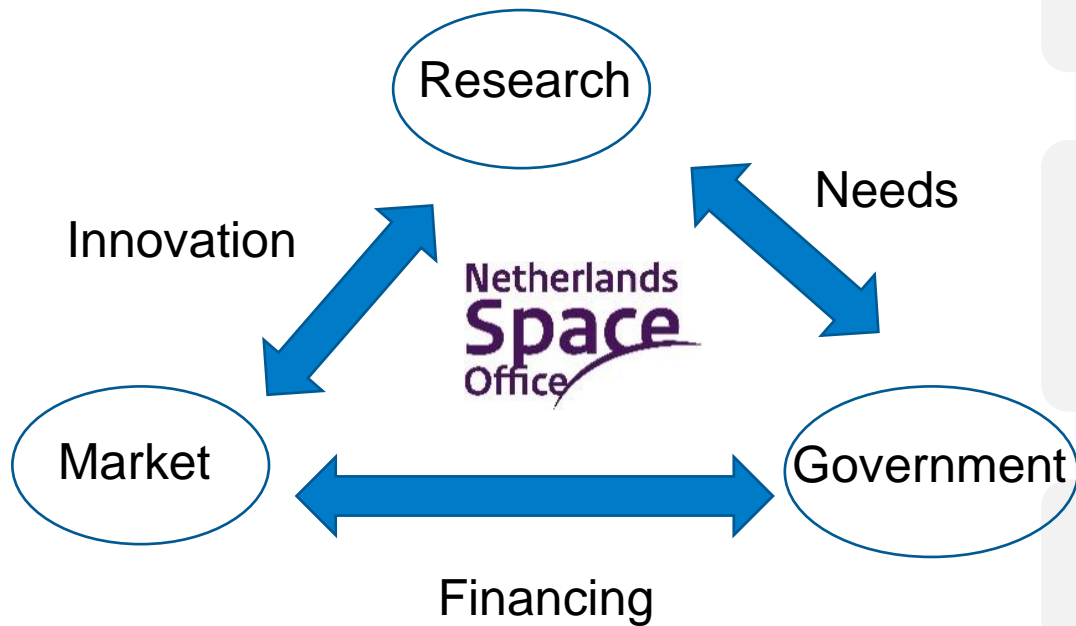 Research
Needs
Innovation
Netherlands
Space
Office
Market
Government
Financing